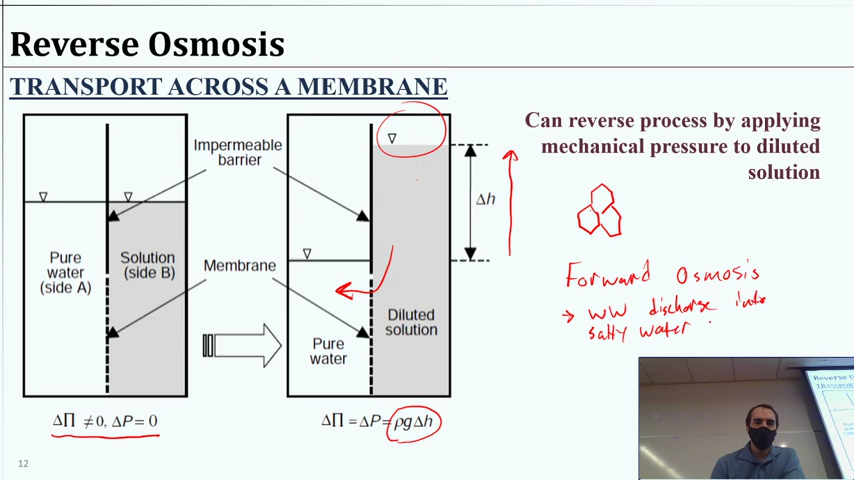 Reverse Osmosis
TRANSPORT ACROSS A MEMBRANE
Impermeable
barrier
Pure
water
(side A)
Solution
(side B)
Membrane
Δh
Pure
water
Diluted
solution
ΔΠ ≠0, ΔP= 0
ΔΠ = ΔP= ρgΔh
Can reverse process by applying
mechanical pressure to diluted
solution
Forward Osmosis
→ WW discharge into
salty water
12
Reverse Osmosis